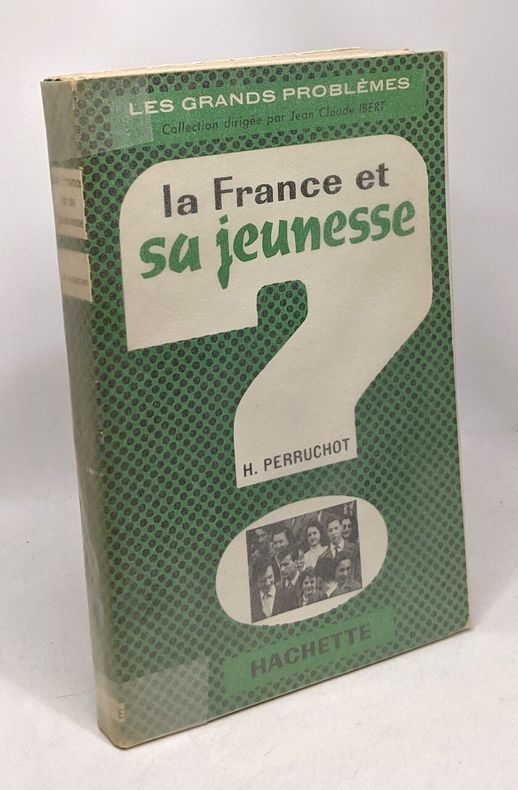 LES GRANDS PROBLÈMES
Collection dirigée par Jean Claude IBERT
la France et
sa jeunesse
H. PERRUCHOT
HACHETTE